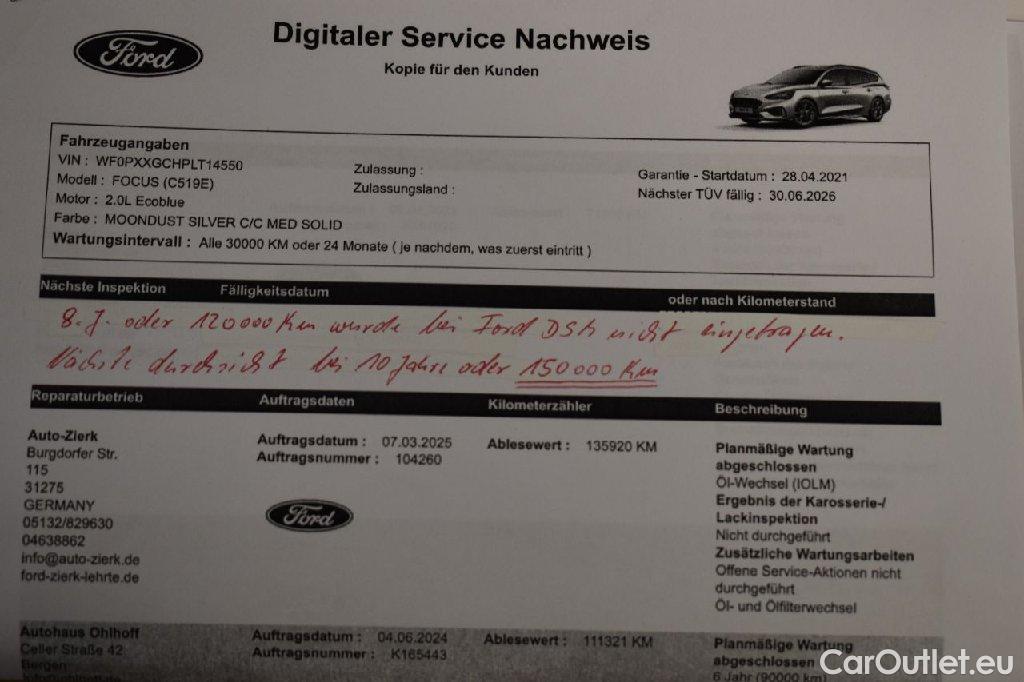 Ford
Digitaler Service Nachweis
Kopie für den Kunden
Fahrzeugangaben
VIN : WF0PXXGCHPLT14550
Modell : FOCUS (C519E)
Motor : 2.0L Ecoblue
Farbe : MOONDUST SILVER C/C MED SOLID
Wartungsintervall : Alle 30000 KM oder 24 Monate ( je nachdem, was zuerst eintritt )
Zulassung :
Zulassungsland :
Garantie - Startdatum : 28.04.2021
Nächster TÜV fällig : 30.06.2026
Nächste Inspektion Fälligkeitsdatum oder nach Kilometerstand
8. J. oder 120000 Km wurde bei Ford DSN nicht eingetragen.
Nächste durchsicht bei 10 Jahre oder 150000 Km
Reparaturbetrieb Auftragsdaten Kilometerzähler Beschreibung
Auto-Zierk
Burgdorfer Str.
115
31275
GERMANY
05132/829630
04638862
info@auto-zierk.de
ford-zierk-lehrte.de
Auftragsdatum : 07.03.2025
Auftragsnummer : 104260
Ford
Ablesewert : 135920 KM
Planmäßige Wartung
abgeschlossen
Öl-Wechsel (IOLM)
Ergebnis der Karosserie-/
Lackinspektion
Nicht durchgeführt
Zusätzliche Wartungsarbeiten
Offene Service-Aktionen nicht
durchgeführt
Öl- und Ölfilterwechsel
Autohaus Ohlhoff
Celler Straße 42
Bergen
Auftragsdatum : 04.06.2024
Auftragsnummer : K165443
Ablesewert : 111321 KM
Planmäßige Wartung
abgeschlossen
6 Jahr (90000 km)
CarOutlet.eu